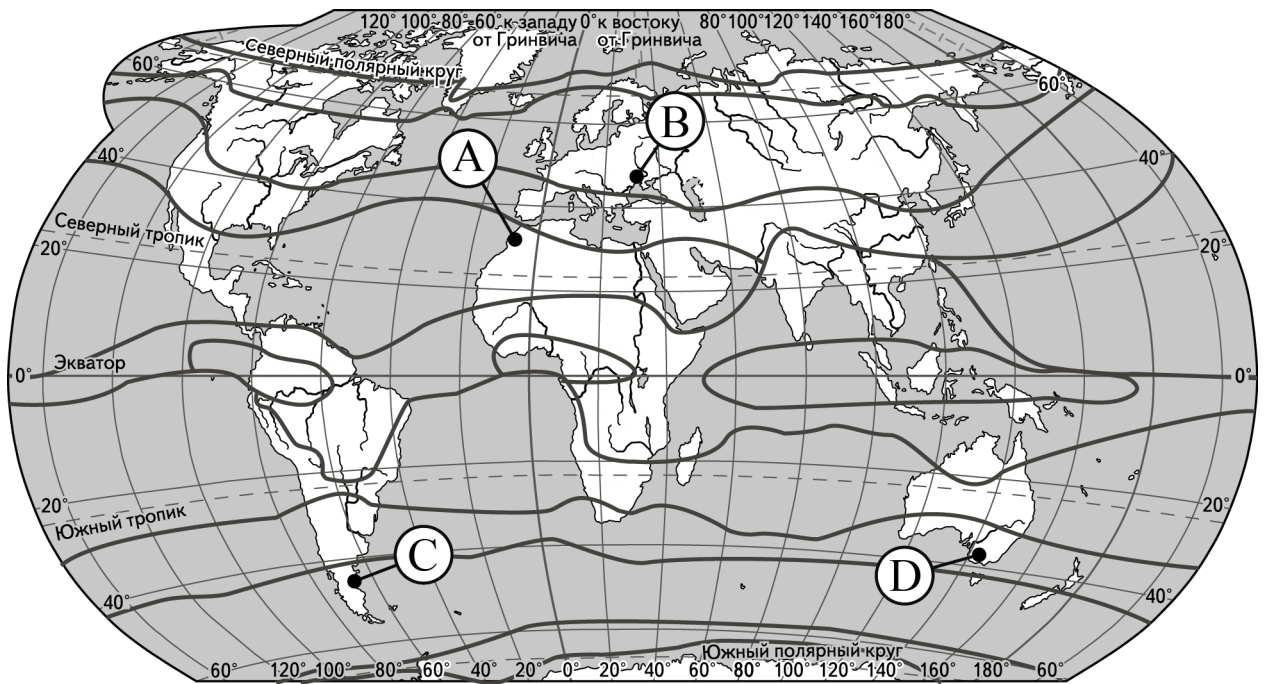 120° 100° 80° 60° к западу 0° к востоку 80° 100° 120° 140° 160° 180°
от Гринвича от Гринвича
Северный полярный круг
60°
60°
B
A
40°
40°
Северный тропик
20°
20°
Экватор
0°
0°
20°
20°
Южный тропик
C
D
40°
40°
Южный полярный круг
60° 120° 100° 80° 60° 40° 20° 0° 20° 40° 60° 80° 100° 120° 140° 160° 180° 60°